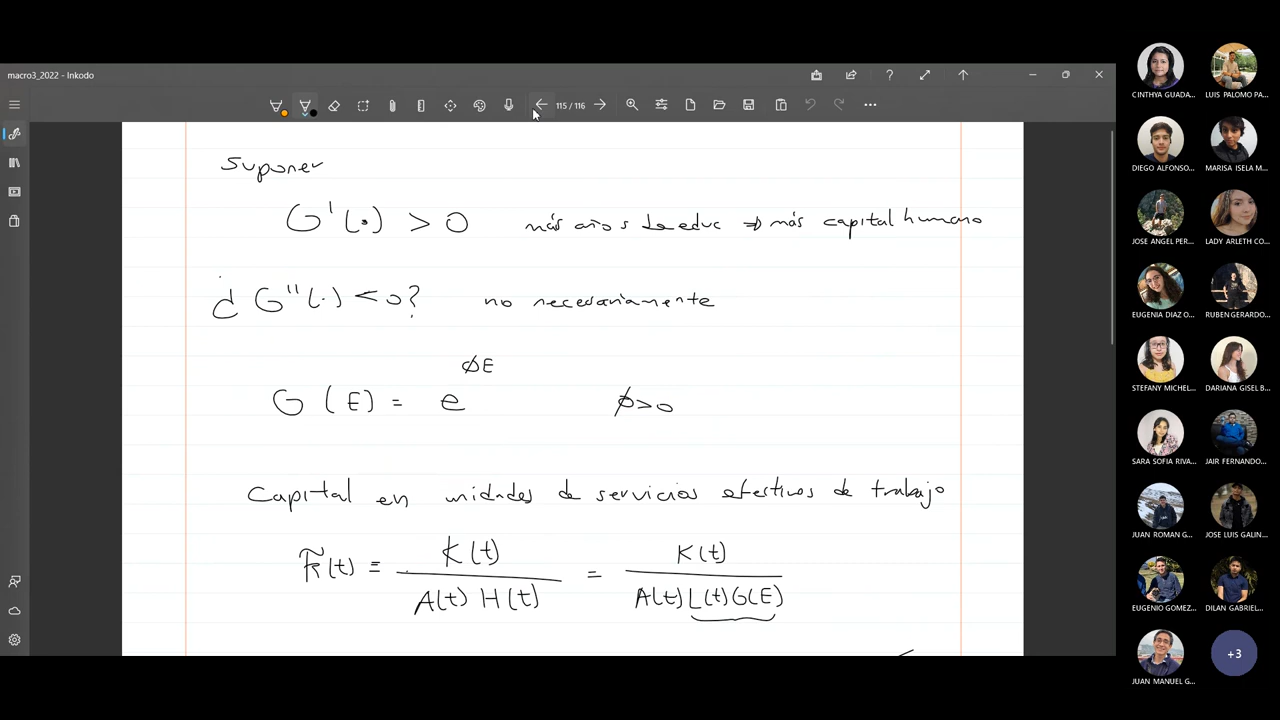 macro3_2022 - Inkodo
115 / 116
Suponer
G'(·) > 0 más años de educ ⇒ más capital humano
¿ G''(·) < 0? no necesariamente
G(E) = e^{φE} φ>0
Capital en unidades de servicios efectivos de trabajo
k̃(t) ≡ K(t) / A(t) H(t) = K(t) / A(t) L(t) G(E)
CINTHYA GUADA...
LUIS PALOMO PA...
DIEGO ALFONSO...
MARISA ISELA M...
JOSE ANGEL PER...
LADY ARLETH CO...
EUGENIA DIAZ O...
RUBEN GERARDO...
STEFANY MICHEL...
DARIANA GISEL B...
SARA SOFIA RIVA...
JAIR FERNANDO...
JUAN ROMAN G...
JOSE LUIS GALIN...
EUGENIO GOMEZ...
DILAN GABRIEL...
JUAN MANUEL G...
+3